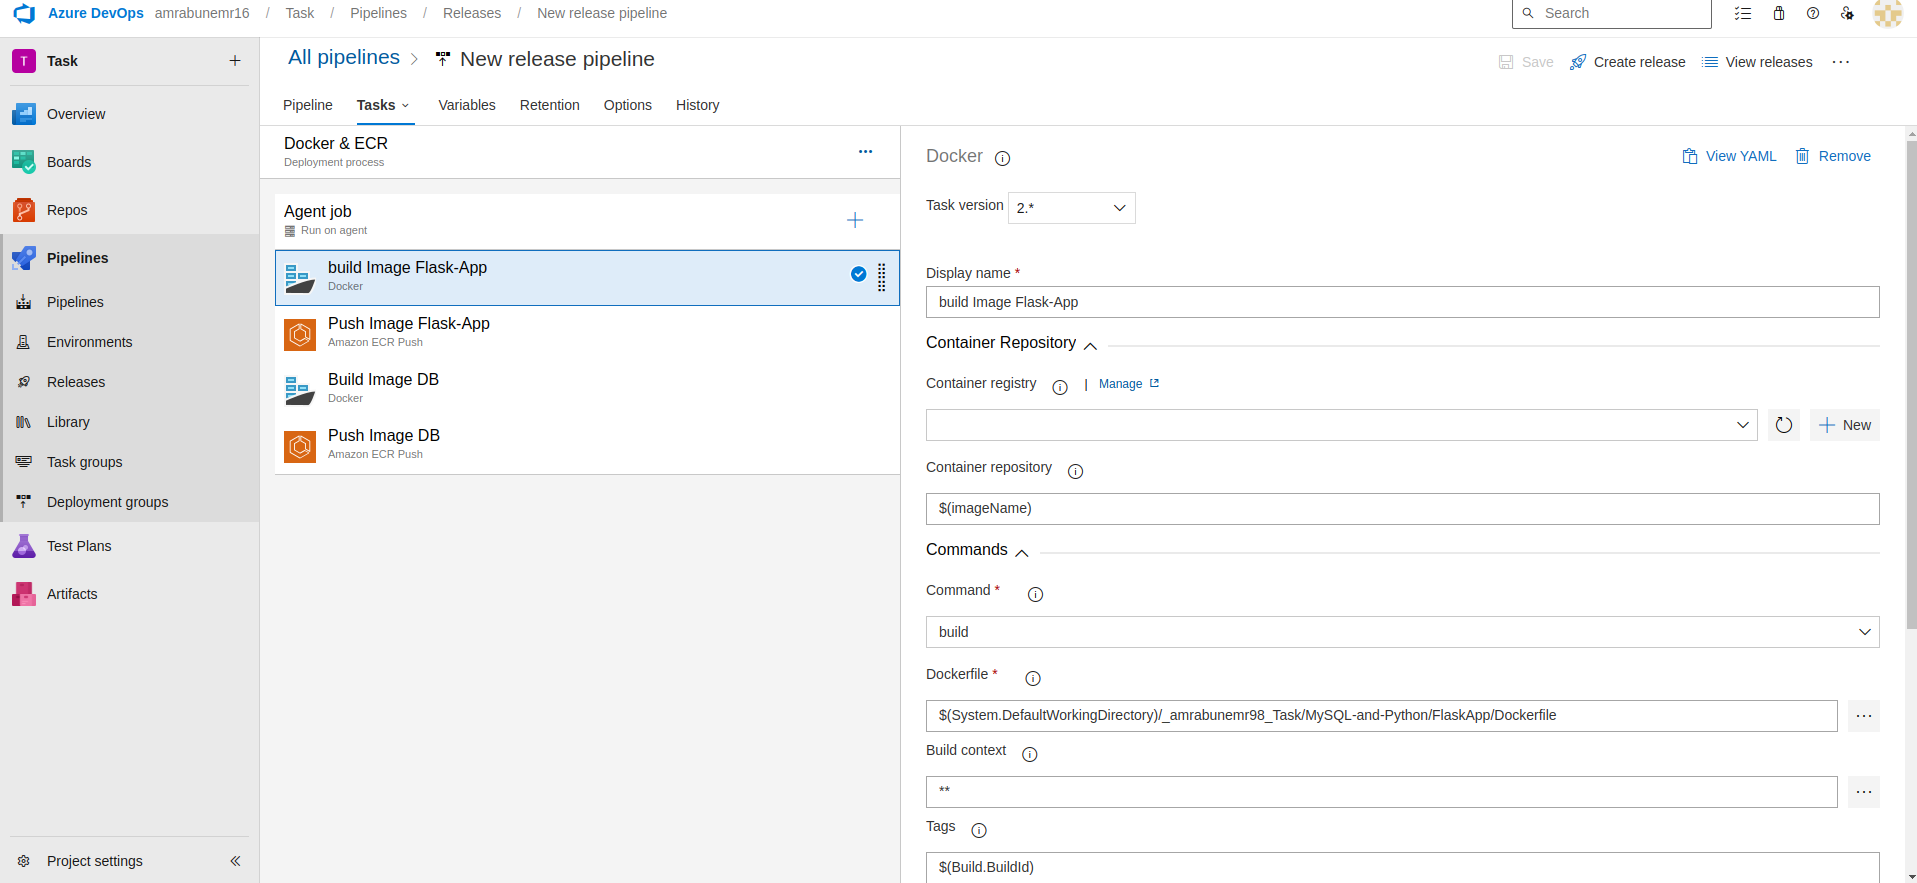 Azure DevOps amrabunemr16 / Task / Pipelines / Releases / New release pipeline
Search
T Task
Overview
Boards
Repos
Pipelines
Pipelines
Environments
Releases
Library
Task groups
Deployment groups
Test Plans
Artifacts
Project settings
All pipelines > New release pipeline
Save Create release View releases ...
Pipeline Tasks Variables Retention Options History
Docker & ECR
Deployment process
Agent job
Run on agent
build Image Flask-App
Docker
Push Image Flask-App
Amazon ECR Push
Build Image DB
Docker
Push Image DB
Amazon ECR Push
Docker
View YAML Remove
Task version 2.*
Display name *
build Image Flask-App
Container Repository
Container registry | Manage
New
Container repository
$(imageName)
Commands
Command *
build
Dockerfile *
$(System.DefaultWorkingDirectory)/_amrabunemr98_Task/MySQL-and-Python/FlaskApp/Dockerfile
Build context
**
Tags
$(Build.BuildId)